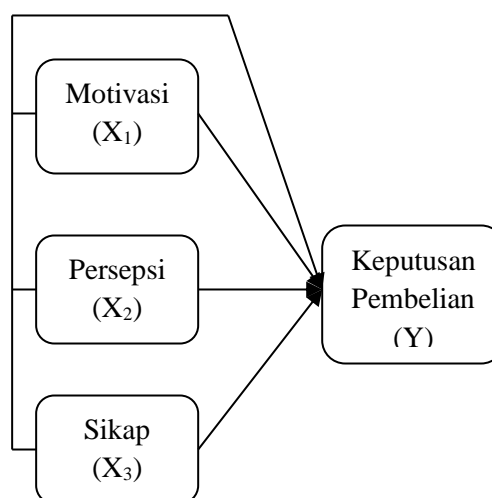 Motivasi
(X₁)
Persepsi
(X₂)
Sikap
(X₃)
Keputusan
Pembelian
(Y)